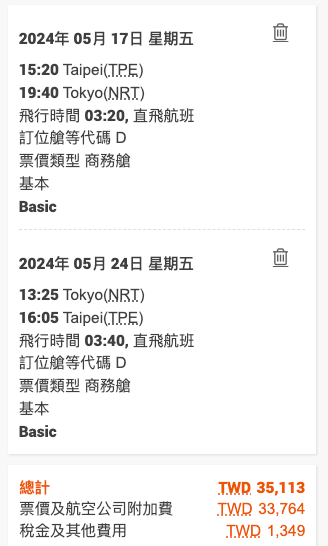 2024年 05月 17日 星期五
15:20 Taipei(TPE)
19:40 Tokyo(NRT)
飛行時間 03:20, 直飛航班
訂位艙等代碼 D
票價類型 商務艙
基本
Basic
2024年 05月 24日 星期五
13:25 Tokyo(NRT)
16:05 Taipei(TPE)
飛行時間 03:40, 直飛航班
訂位艙等代碼 D
票價類型 商務艙
基本
Basic
總計 TWD 35,113
票價及航空公司附加費 TWD 33,764
稅金及其他費用 TWD 1,349